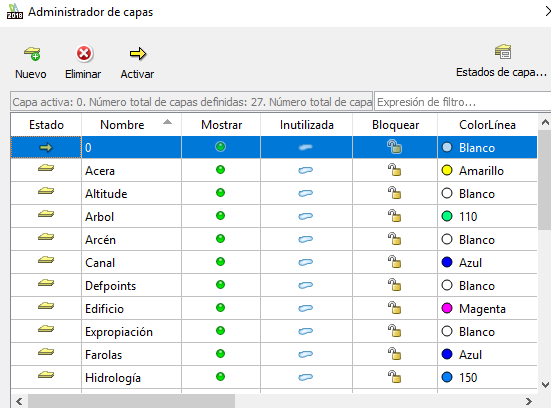 2018 Administrador de capas
Nuevo Eliminar Activar Estados de capa...
Capa activa: 0. Número total de capas definidas: 27. Número total de capa Expresión de filtro...
Estado Nombre Mostrar Inutilizada Bloquear ColorLínea
0 Blanco
Acera Amarillo
Altitude Blanco
Arbol 110
Arcén Blanco
Canal Azul
Defpoints Blanco
Edificio Magenta
Expropiación Blanco
Farolas Azul
Hidrología 150